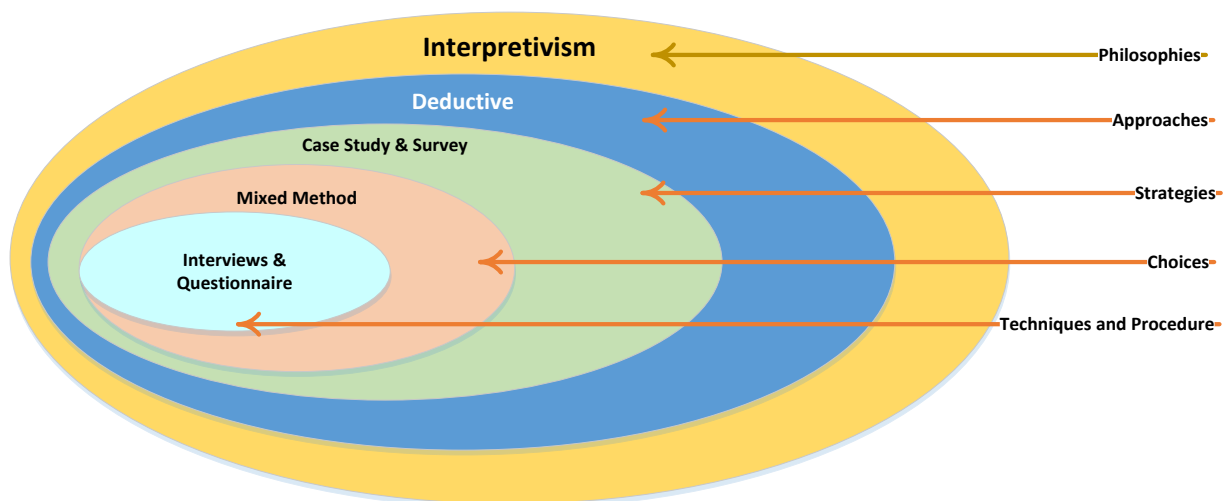 Interpretivism
Philosophies
Deductive
Approaches
Case Study & Survey
Strategies
Mixed Method
Choices
Interviews &
Questionnaire
Techniques and Procedure